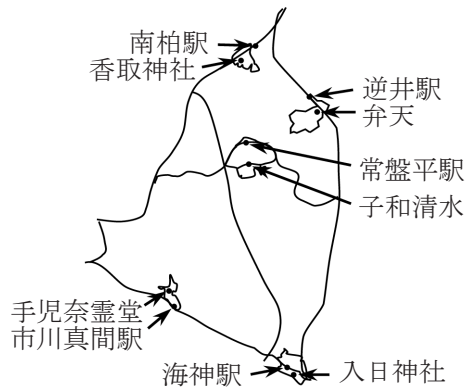 南柏駅
香取神社
逆井駅
弁天
常盤平駅
子和清水
手児奈霊堂
市川真間駅
海神駅
入日神社